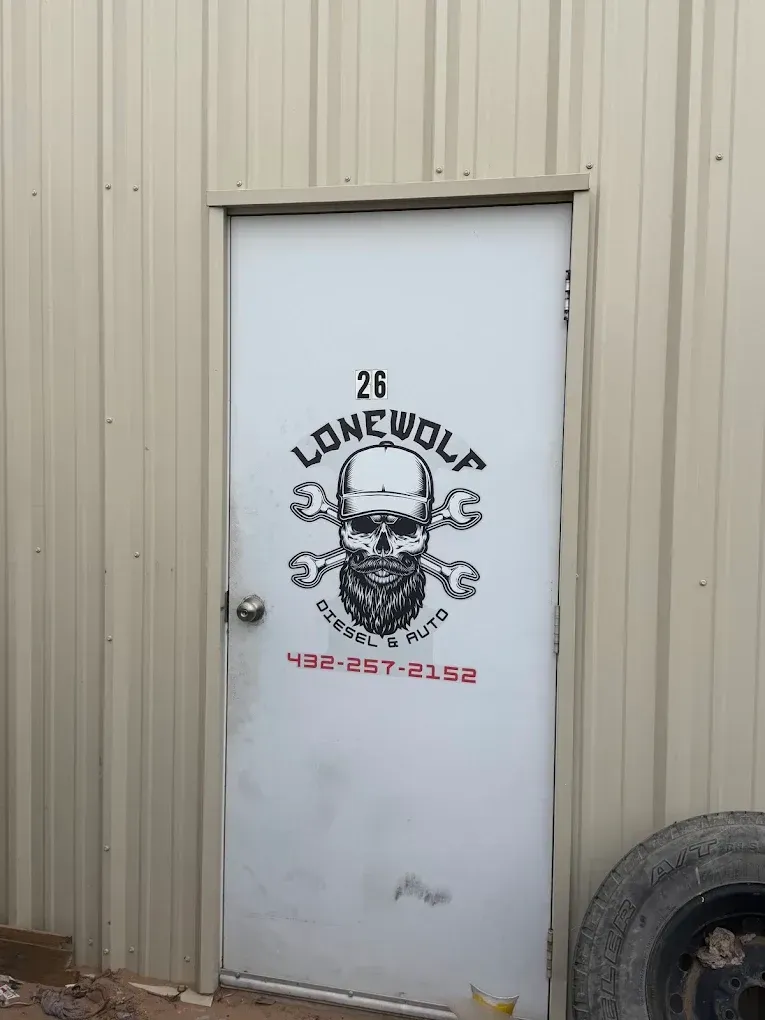 26
LONEWOLF
DIESEL & AUTO
432-257-2152
A/T